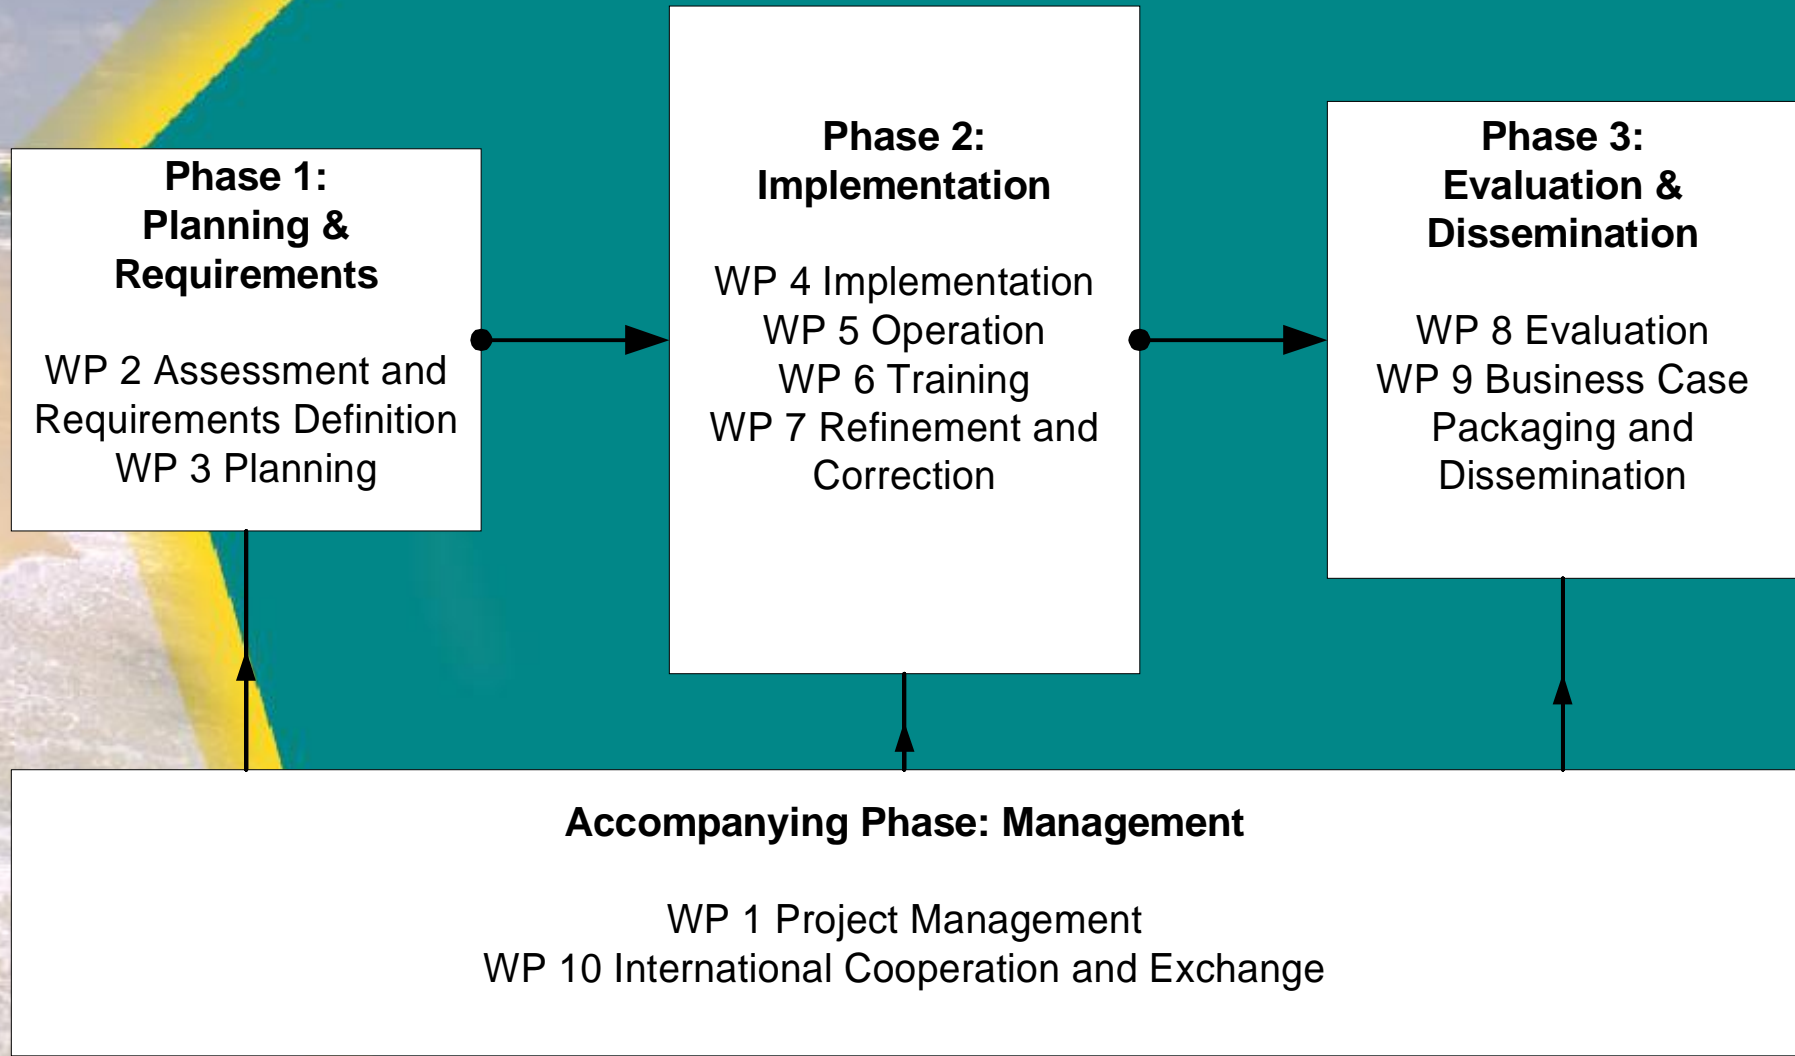 Phase 1:
Planning &
Requirements
WP 2 Assessment and
Requirements Definition
WP 3 Planning
Phase 2:
Implementation
WP 4 Implementation
WP 5 Operation
WP 6 Training
WP 7 Refinement and
Correction
Phase 3:
Evaluation &
Dissemination
WP 8 Evaluation
WP 9 Business Case
Packaging and
Dissemination
Accompanying Phase: Management
WP 1 Project Management
WP 10 International Cooperation and Exchange